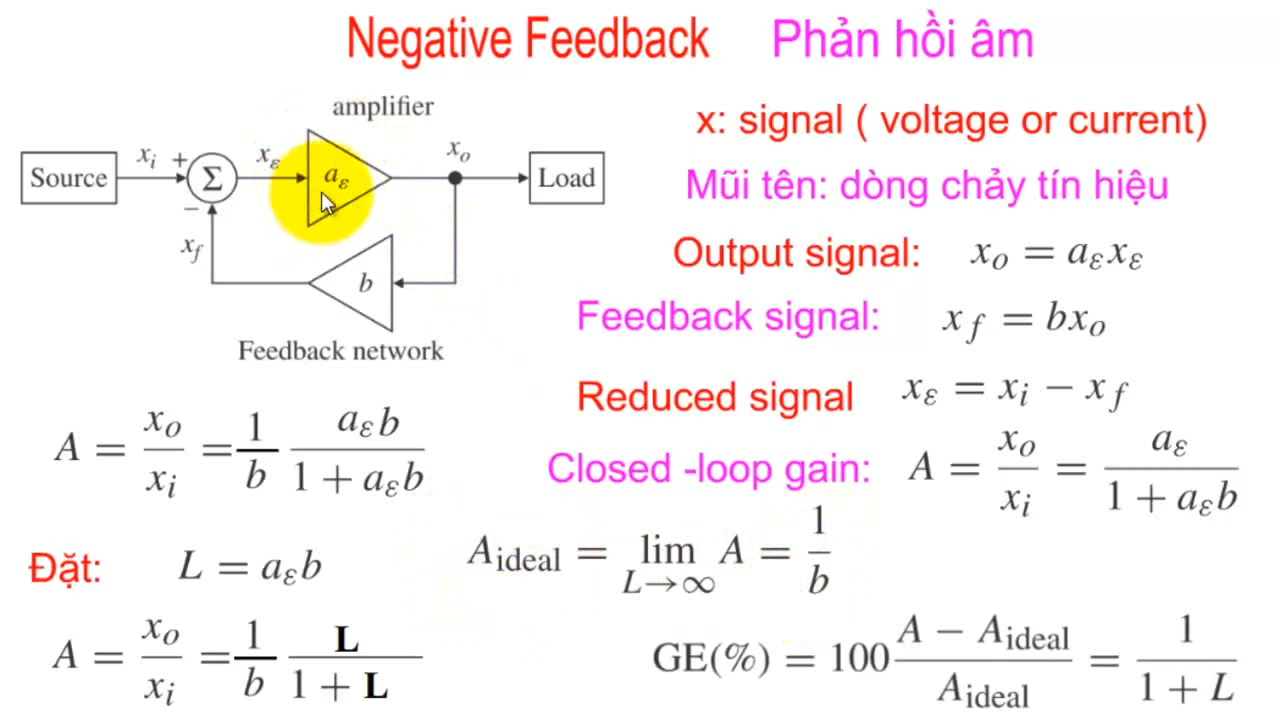 Negative Feedback Phản hồi âm
amplifier
x: signal ( voltage or current)
Source xᵢ + Σ − x_ε a_ε x_o Load
Mũi tên: dòng chảy tín hiệu
x_f b
Output signal: x_o = a_ε x_ε
Feedback signal: x_f = bx_o
Feedback network
Reduced signal x_ε = x_i − x_f
A = x_o/x_i = 1/b a_ε b/(1 + a_ε b)
Closed -loop gain: A = x_o/x_i = a_ε/(1 + a_ε b)
Đặt: L = a_ε b
A_ideal = lim_{L→∞} A = 1/b
A = x_o/x_i = 1/b L/(1 + L)
GE(%) = 100 (A − A_ideal)/A_ideal = 1/(1 + L)